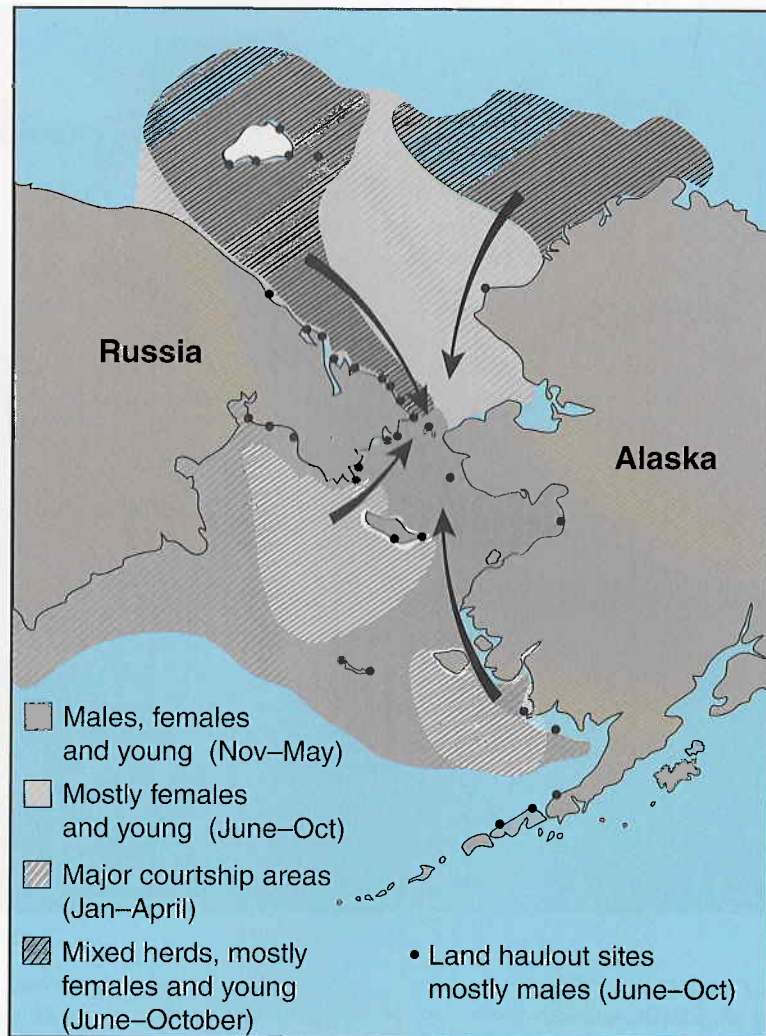 Russia
Alaska
Males, females
and young (Nov–May)
Mostly females
and young (June–Oct)
Major courtship areas
(Jan–April)
Mixed herds, mostly
females and young
(June–October)
• Land haulout sites
mostly males (June–Oct)